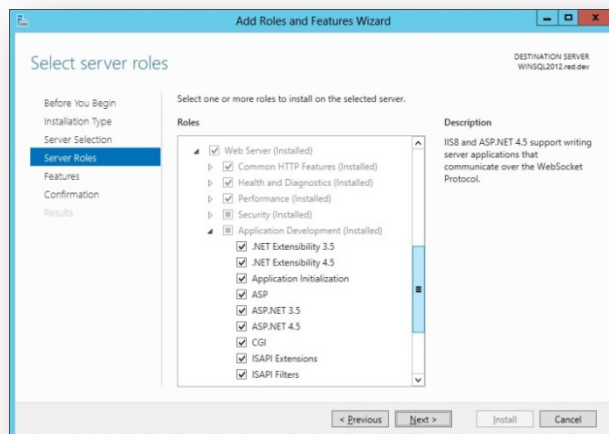 Add Roles and Features Wizard
Select server roles
DESTINATION SERVER
WINSQL2012.red.dev
Before You Begin
Installation Type
Server Selection
Server Roles
Features
Confirmation
Results
Select one or more roles to install on the selected server.
Roles
Web Server (Installed)
Common HTTP Features (Installed)
Health and Diagnostics (Installed)
Performance (Installed)
Security (Installed)
Application Development (Installed)
.NET Extensibility 3.5
.NET Extensibility 4.5
Application Initialization
ASP
ASP.NET 3.5
ASP.NET 4.5
CGI
ISAPI Extensions
ISAPI Filters
Description
IIS8 and ASP.NET 4.5 support writing
server applications that
communicate over the WebSocket
Protocol.
< Previous
Next >
Install
Cancel